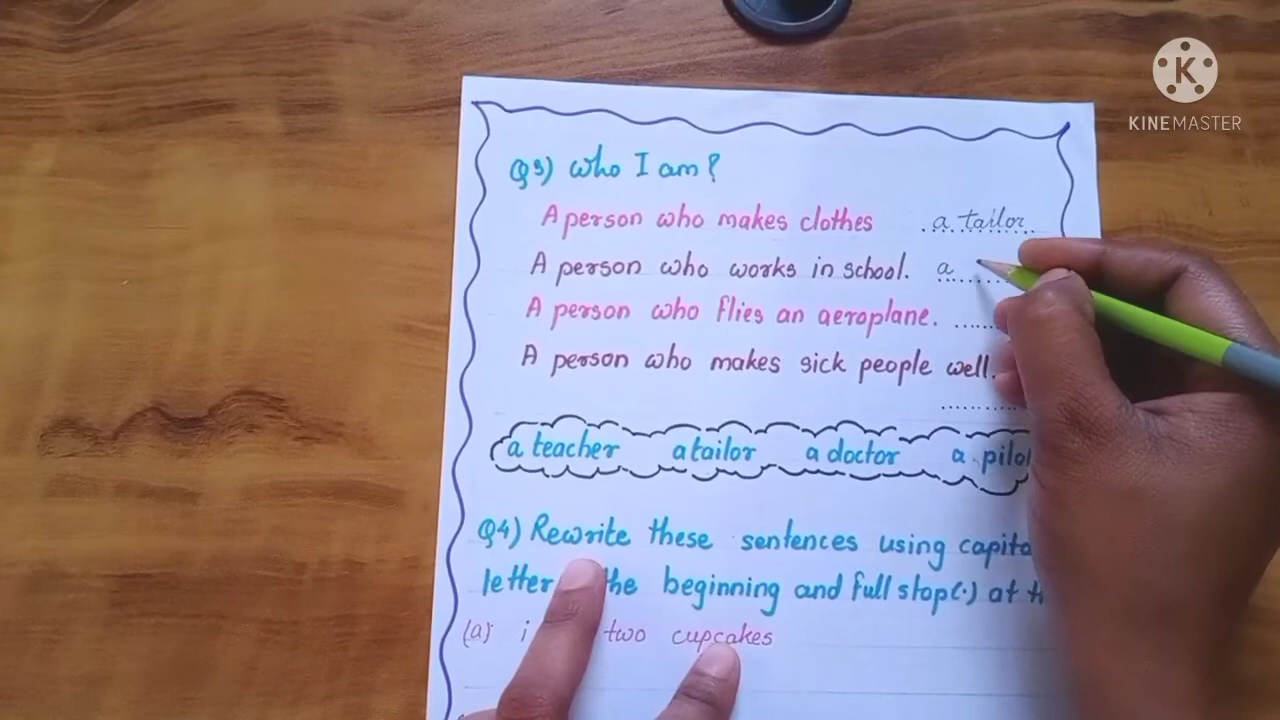 KINEMASTER
Q3) Who I am?
A person who makes clothes a tailor
A person who works in school. a
A person who flies an aeroplane.
A person who makes sick people well.
a teacher a tailor a doctor a
Q4) Rewrite these sentences using
letter the beginning and full stop(.) at
(a) two cupcakes